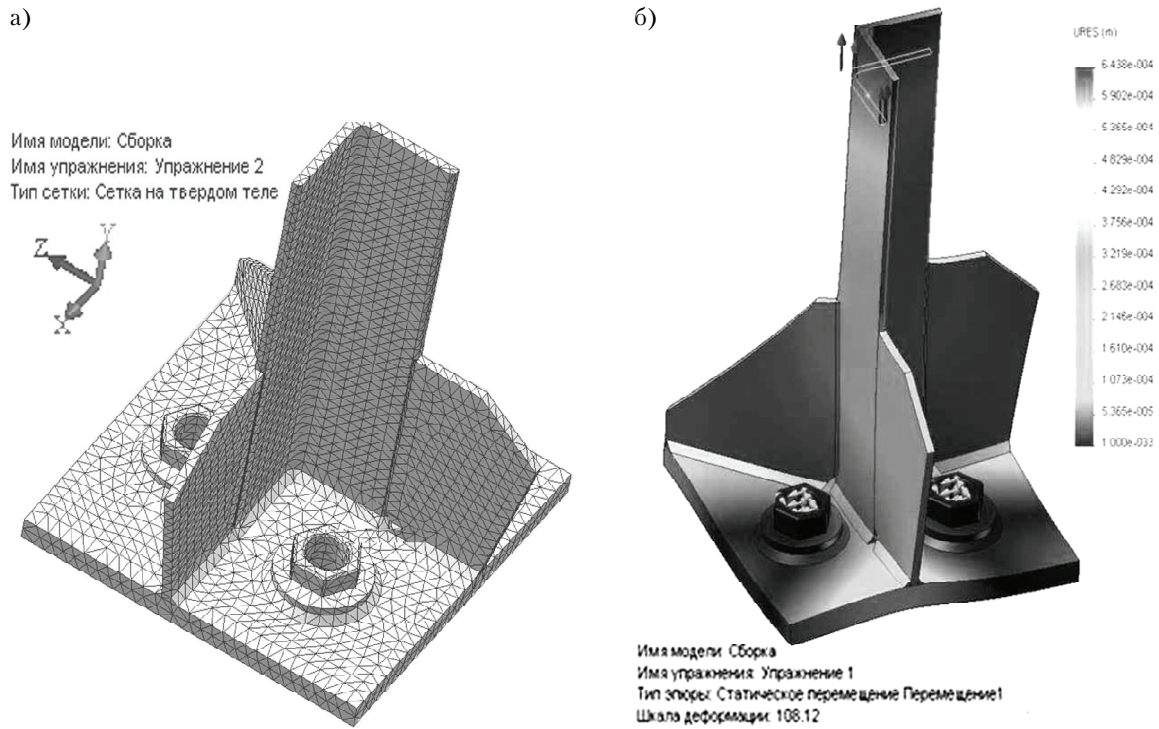 а)
б)
Имя модели: Сборка
Имя упражнения: Упражнение 2
Тип сетки: Сетка на твердом теле
Y
Z
X
URES (m)
6.438e-004
5.902e-004
5.365e-004
4.829e-004
4.292e-004
3.756e-004
3.219e-004
2.683e-004
2.146e-004
1.610e-004
1.073e-004
5.365e-005
1.000e-033
Имя модели: Сборка
Имя упражнения: Упражнение 1
Тип эпюры: Статическое перемещение Перемещение1
Шкала деформации: 108.12